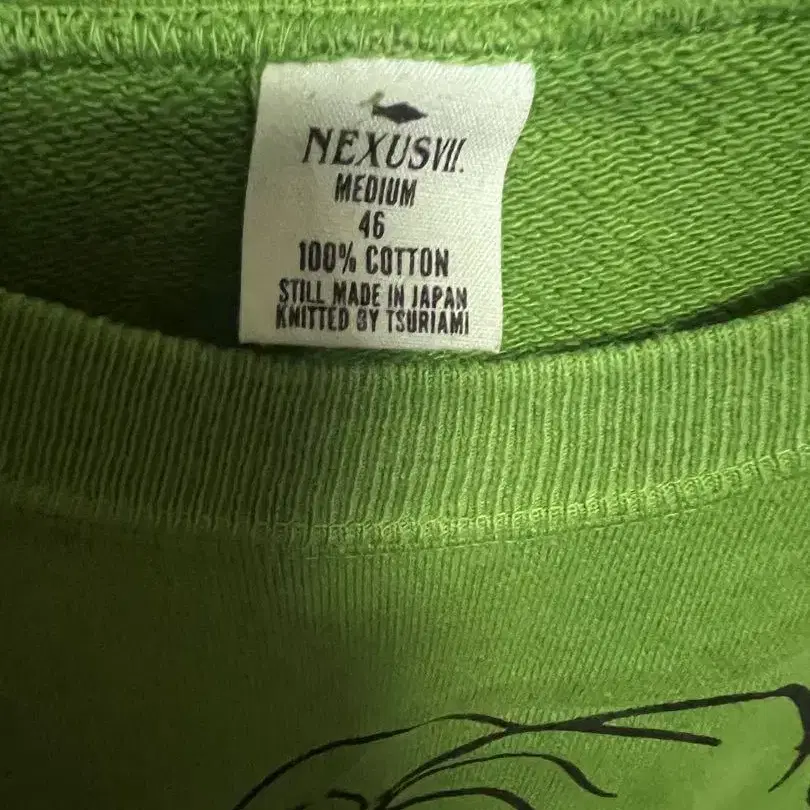 NEXUSVII.
MEDIUM
46
100% COTTON
STILL MADE IN JAPAN
KNITTED BY TSURIAMI